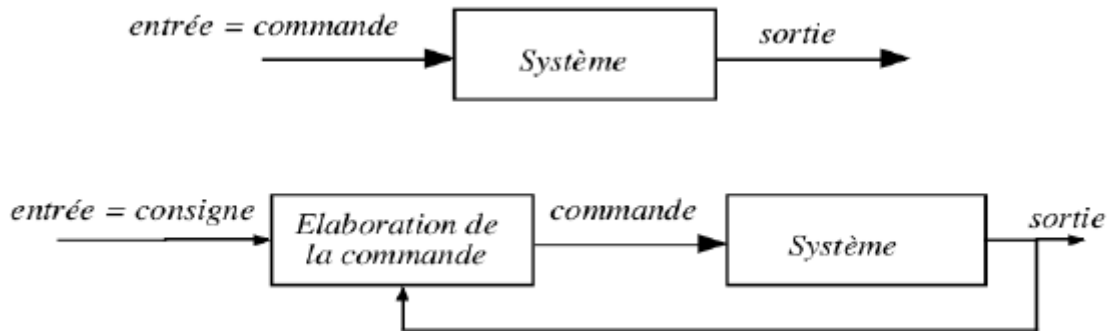 entrée = commande
Système
sortie
entrée = consigne
Elaboration de
la commande
commande
Système
sortie